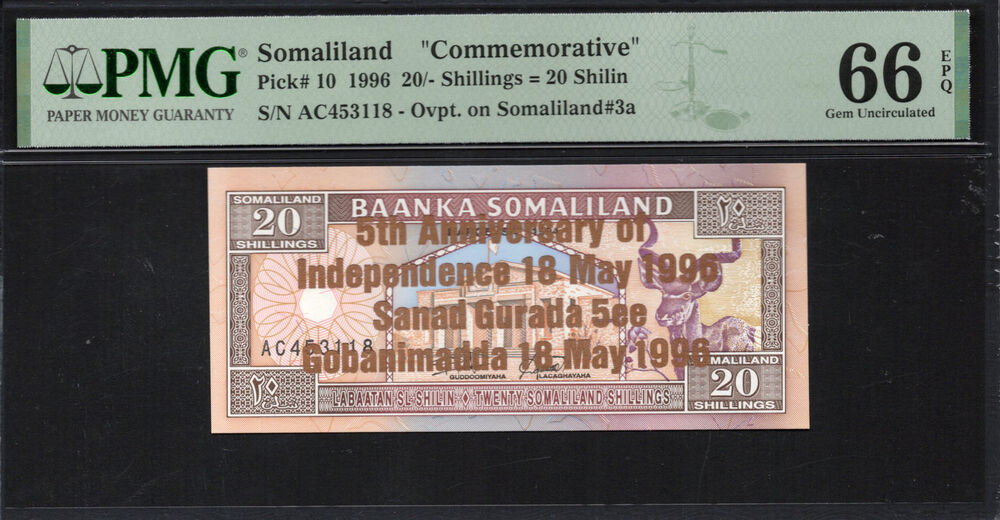 PMG®
PAPER MONEY GUARANTY
Somaliland "Commemorative"
Pick# 10 1996 20/- Shillings = 20 Shilin
S/N AC453118 - Ovpt. on Somaliland#3a
66
EPQ
Gem Uncirculated
SOMALILAND
20
SHILLINGS
BAANKA SOMALILAND
٢٠
5th Anniversary of
Independence 18 May 1996
Sanad Gurada 5ee
Gobanimadda 18 May 1996
AC453118
GUDDOOMIYAHA
LACAGHAYAHA
٢٠
LABAATAN SL SHILIN ◊ TWENTY SOMALILAND SHILLINGS
SOMALILAND
20
SHILLINGS